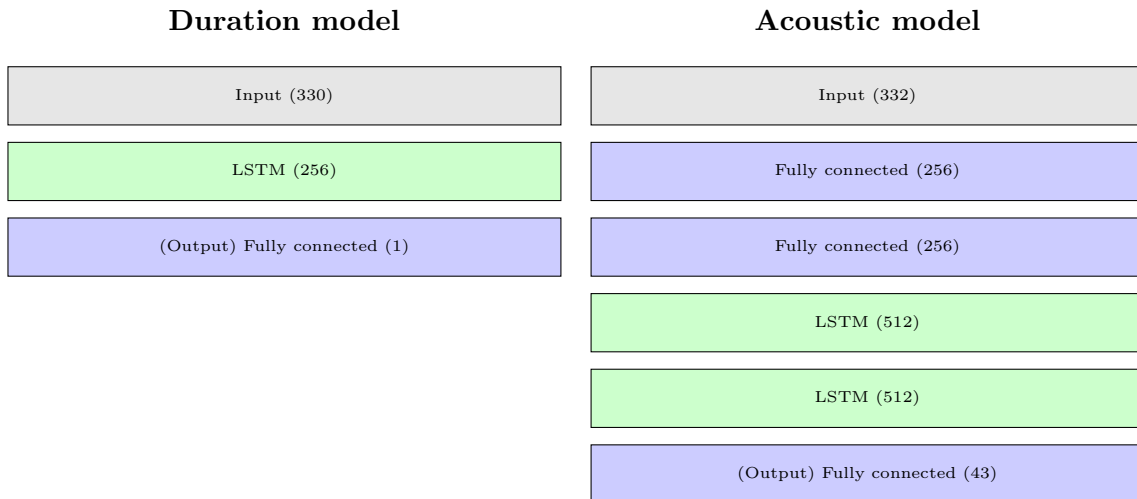 Duration model
Input (330)
LSTM (256)
(Output) Fully connected (1)
Acoustic model
Input (332)
Fully connected (256)
Fully connected (256)
LSTM (512)
LSTM (512)
(Output) Fully connected (43)